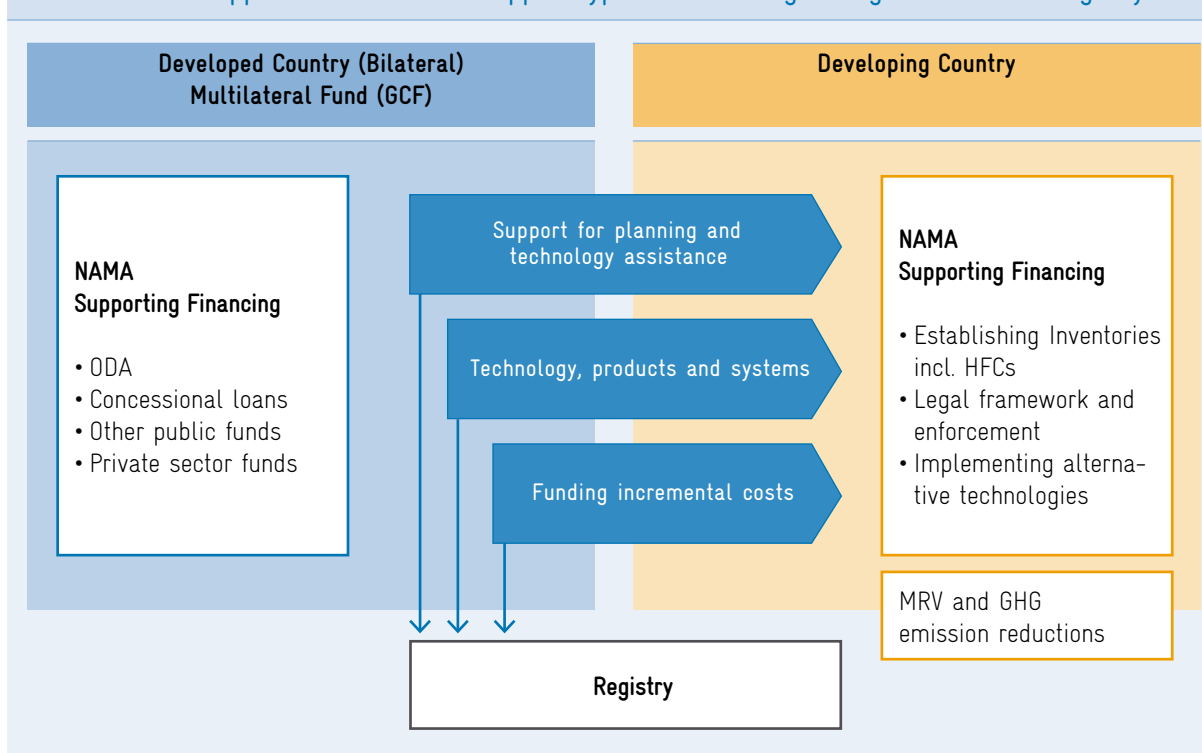 Developed Country (Bilateral)
Multilateral Fund (GCF)
Developing Country
NAMA
Supporting Financing
• ODA
• Concessional loans
• Other public funds
• Private sector funds
Support for planning and
technology assistance
Technology, products and systems
Funding incremental costs
NAMA
Supporting Financing
• Establishing Inventories
incl. HFCs
• Legal framework and
enforcement
• Implementing alterna-
tive technologies
MRV and GHG
emission reductions
Registry